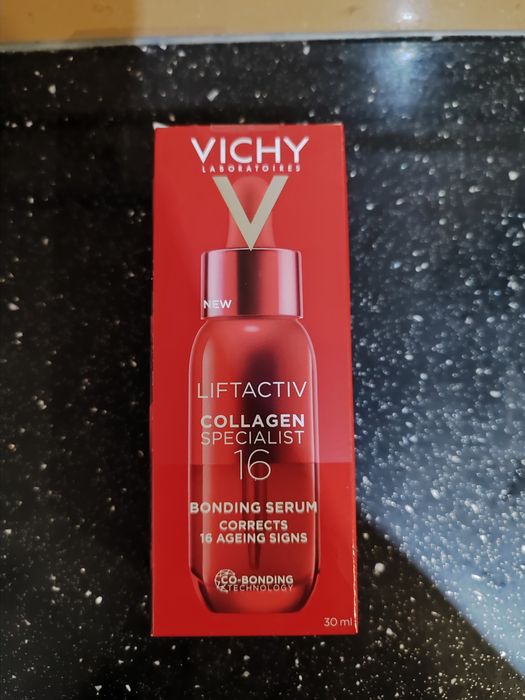 VICHY
LABORATOIRES
NEW
LIFTACTIV
COLLAGEN
SPECIALIST
16
BONDING SERUM
CORRECTS
16 AGEING SIGNS
CO-BONDING
TECHNOLOGY
30 ml